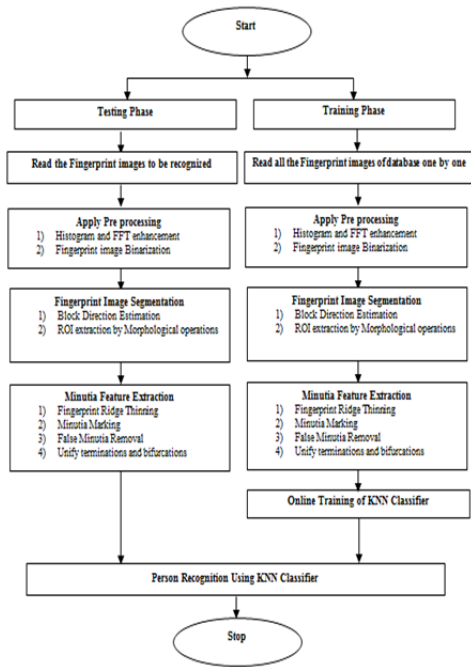 Start
Testing Phase
Training Phase
Read the Fingerprint images to be recognized
Read all the Fingerprint images of database one by one
Apply Pre processing
1) Histogram and FFT enhancement
2) Fingerprint image Binarization
Apply Pre processing
1) Histogram and FFT enhancement
2) Fingerprint image Binarization
Fingerprint Image Segmentation
1) Block Direction Estimation
2) ROI extraction by Morphological operations
Fingerprint Image Segmentation
1) Block Direction Estimation
2) ROI extraction by Morphological operations
Minutia Feature Extraction
1) Fingerprint Ridge Thinning
2) Minutia Marking
3) False Minutia Removal
4) Unify terminations and bifurcations
Minutia Feature Extraction
1) Fingerprint Ridge Thinning
2) Minutia Marking
3) False Minutia Removal
4) Unify terminations and bifurcations
Online Training of KNN Classifier
Person Recognition Using KNN Classifier
Stop